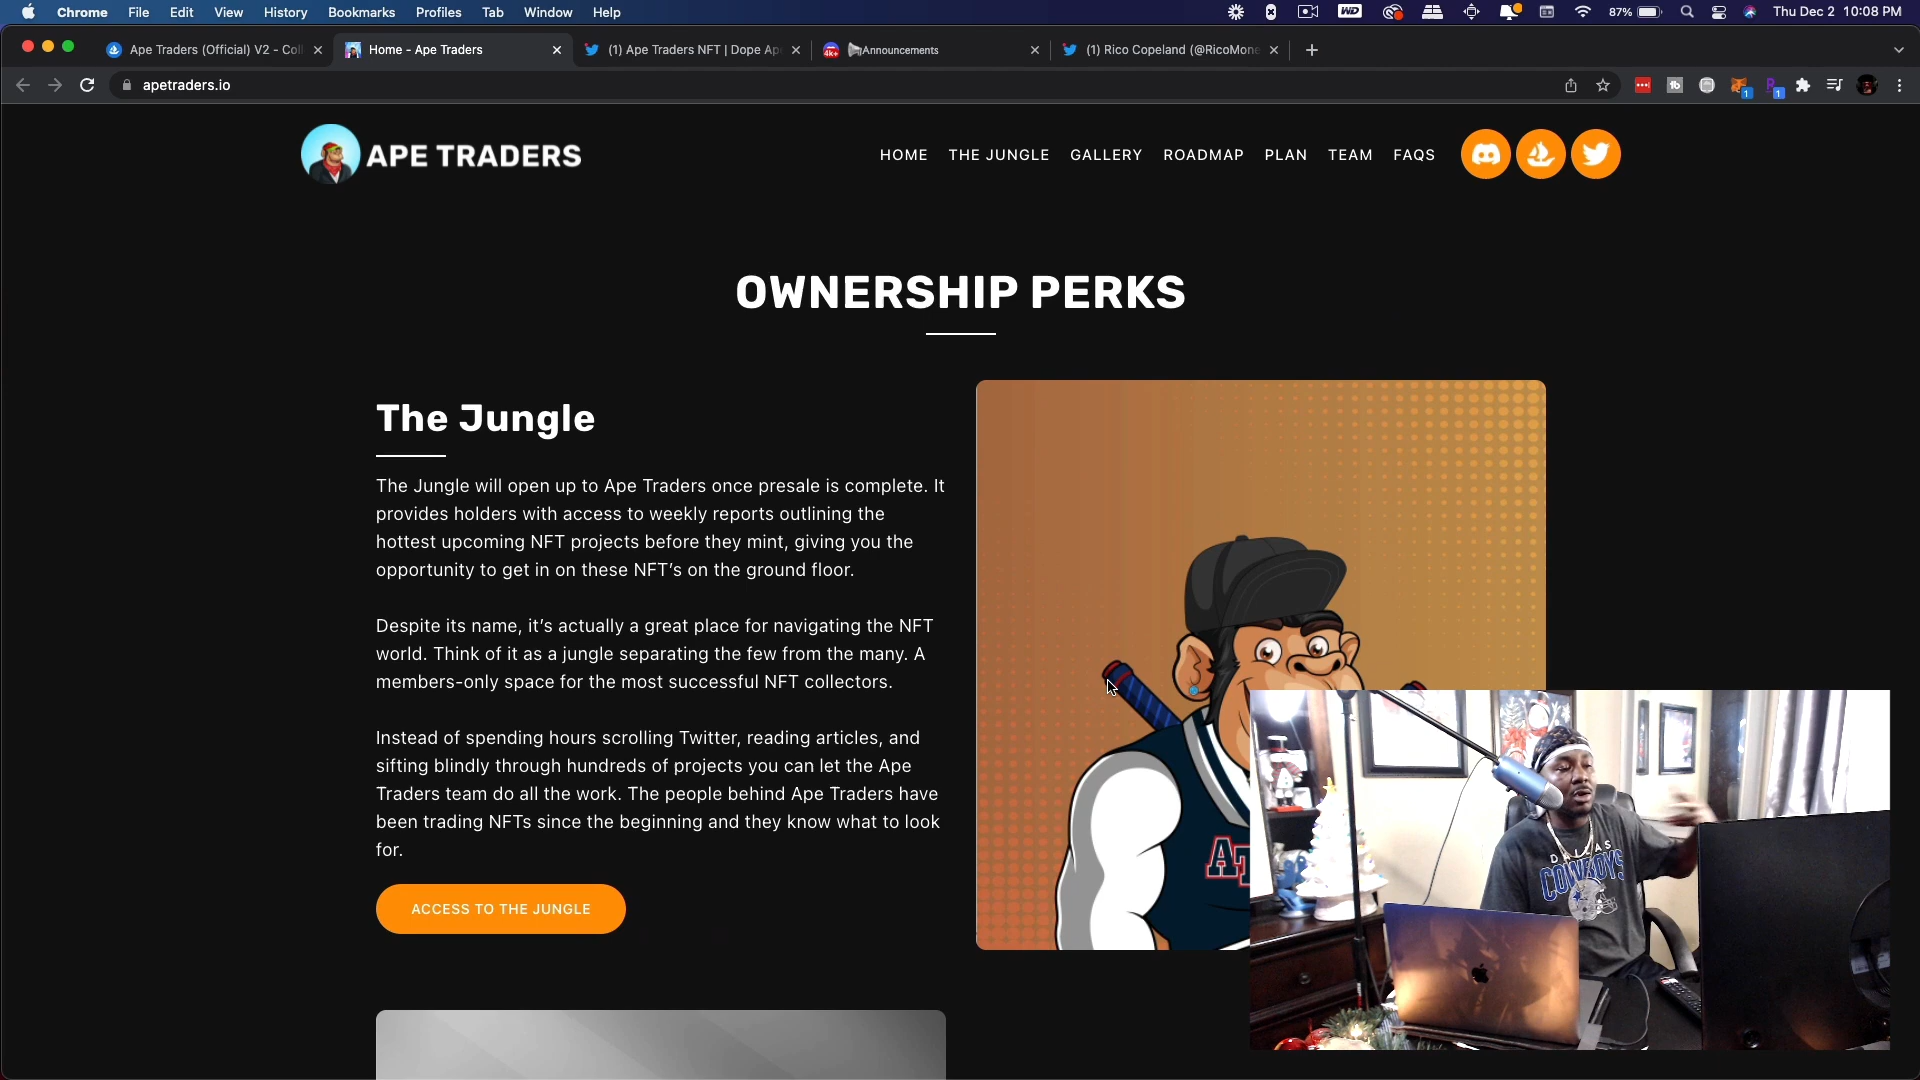 Chrome File Edit View History Bookmarks Profiles Tab Window Help
87% Thu Dec 2 10:08 PM
Ape Traders (Official) V2 - Coll
Home - Ape Traders
(1) Ape Traders NFT | Dope Ap
4k+
Announcements
(1) Rico Copeland (@RicoMone
apetraders.io
APE TRADERS
HOME THE JUNGLE GALLERY ROADMAP PLAN TEAM FAQS
OWNERSHIP PERKS
The Jungle
The Jungle will open up to Ape Traders once presale is complete. It
provides holders with access to weekly reports outlining the
hottest upcoming NFT projects before they mint, giving you the
opportunity to get in on these NFT's on the ground floor.
Despite its name, it's actually a great place for navigating the NFT
world. Think of it as a jungle separating the few from the many. A
members-only space for the most successful NFT collectors.
Instead of spending hours scrolling Twitter, reading articles, and
sifting blindly through hundreds of projects you can let the Ape
Traders team do all the work. The people behind Ape Traders have
been trading NFTs since the beginning and they know what to look
for.
ACCESS TO THE JUNGLE
DALLAS
COWBOYS